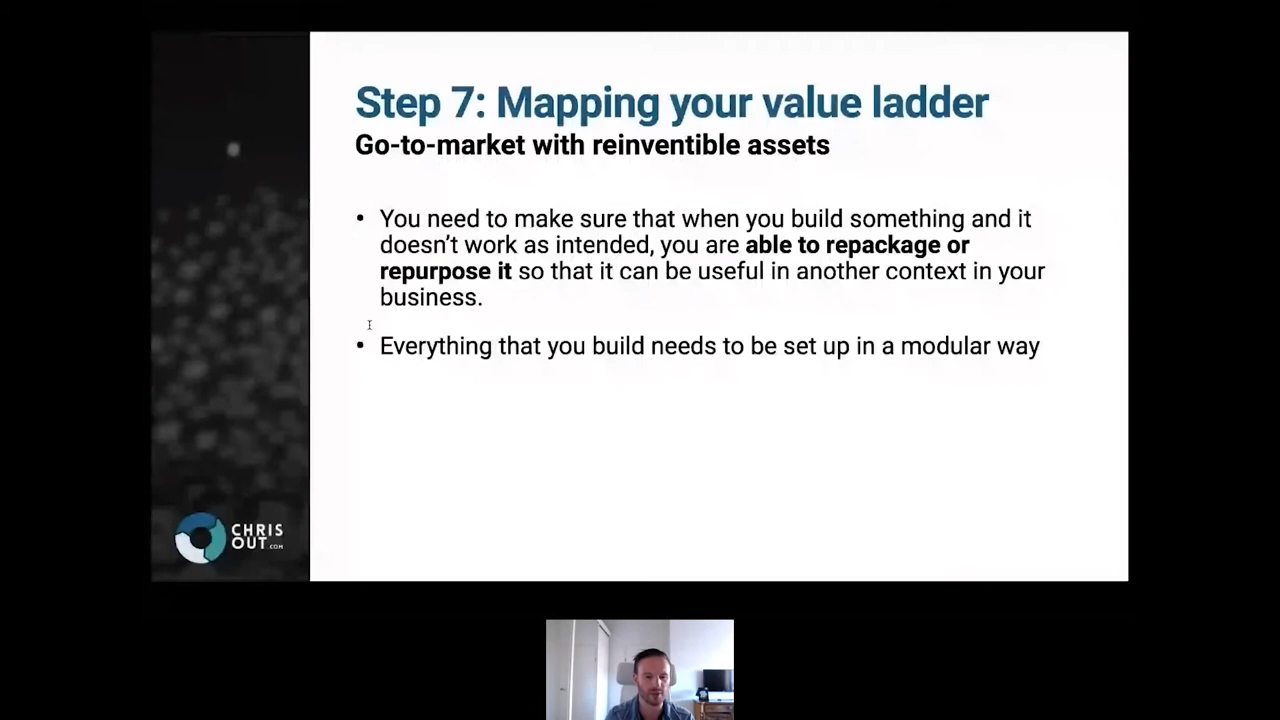 Step 7: Mapping your value ladder
Go-to-market with reinventible assets
• You need to make sure that when you build something and it
doesn’t work as intended, you are able to repackage or
repurpose it so that it can be useful in another context in your
business.
• Everything that you build needs to be set up in a modular way
CHRIS
OUT.COM